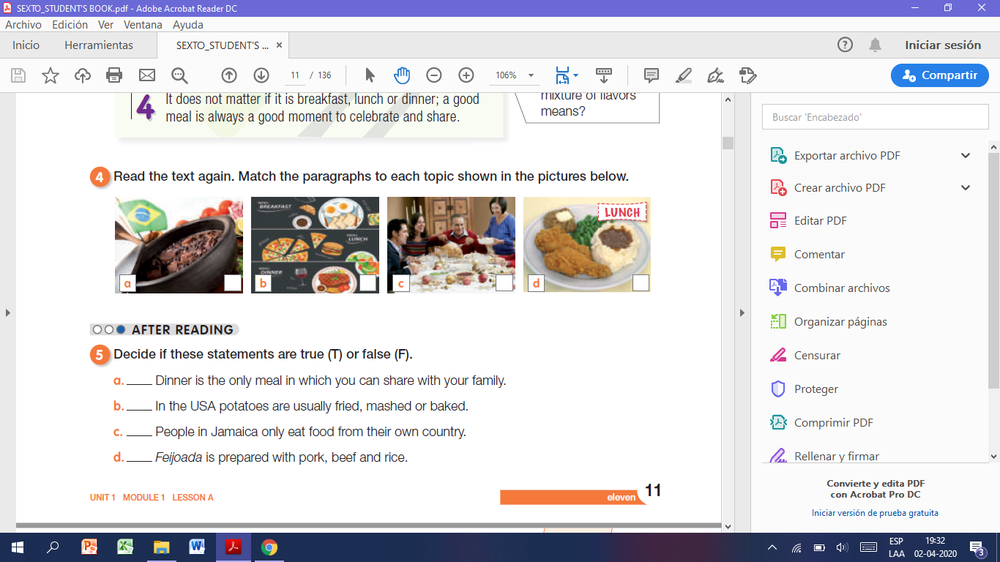 SEXTO_STUDENT'S BOOK.pdf - Adobe Acrobat Reader DC
Archivo Edición Ver Ventana Ayuda
Inicio Herramientas SEXTO_STUDENT'S ... ×
Iniciar sesión
11 / 136
106%
Compartir
4
It does not matter if it is breakfast, lunch or dinner; a good
meal is always a good moment to celebrate and share.
mixture of flavors"
means?
4 Read the text again. Match the paragraphs to each topic shown in the pictures below.
BREAKFAST
LUNCH
DINNER
LUNCH
a
b
c
d
AFTER READING
5 Decide if these statements are true (T) or false (F).
a. ____ Dinner is the only meal in which you can share with your family.
b. ____ In the USA potatoes are usually fried, mashed or baked.
c. ____ People in Jamaica only eat food from their own country.
d. ____ Feijoada is prepared with pork, beef and rice.
UNIT 1 MODULE 1 LESSON A
eleven 11
Buscar 'Encabezado'
Exportar archivo PDF
Crear archivo PDF
Editar PDF
Comentar
Combinar archivos
Organizar páginas
Censurar
Proteger
Comprimir PDF
Rellenar y firmar
Convierte y edita PDF
con Acrobat Pro DC
Iniciar versión de prueba gratuita
ESP
LAA
19:32
02-04-2020
3